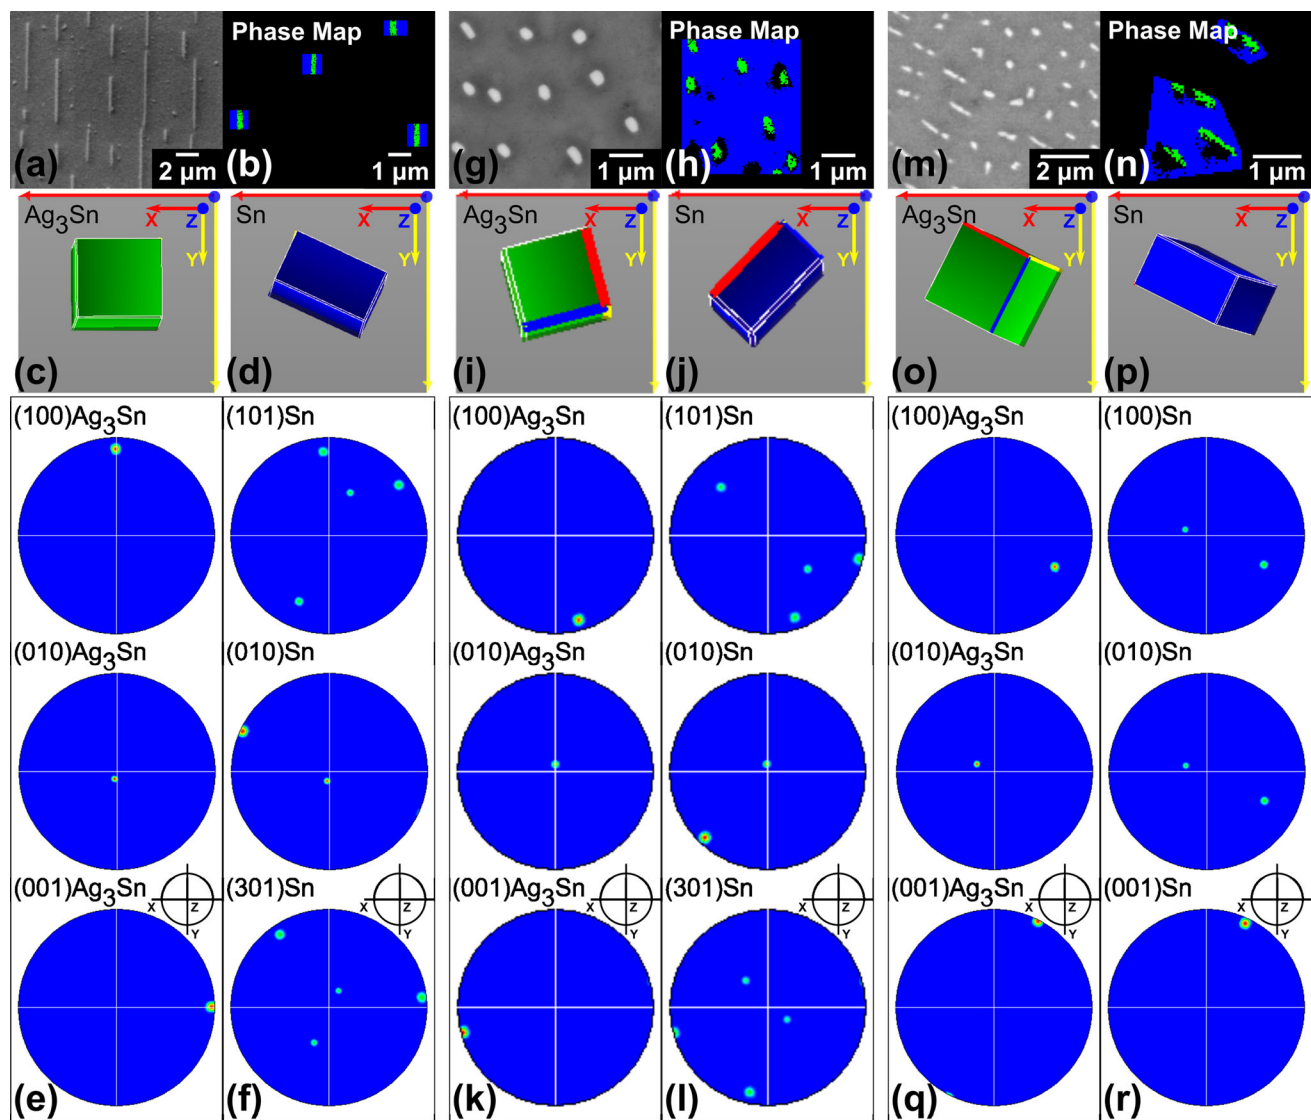 (a) 2 μm
Phase Map
(b) 1 μm
(g) 1 μm
Phase Map
(h) 1 μm
(m) 2 μm
Phase Map
(n) 1 μm
Ag3Sn X Z Y
(c)
Sn X Z Y
(d)
Ag3Sn X Z Y
(i)
Sn X Z Y
(j)
Ag3Sn X Z Y
(o)
Sn X Z Y
(p)
(100)Ag3Sn (101)Sn (100)Ag3Sn (101)Sn (100)Ag3Sn (100)Sn
(010)Ag3Sn (010)Sn (010)Ag3Sn (010)Sn (010)Ag3Sn (010)Sn
(001)Ag3Sn (301)Sn (001)Ag3Sn (301)Sn (001)Ag3Sn (001)Sn
X Z Y X Z Y X Z Y X Z Y X Z Y X Z Y
(e) (f) (k) (l) (q) (r)